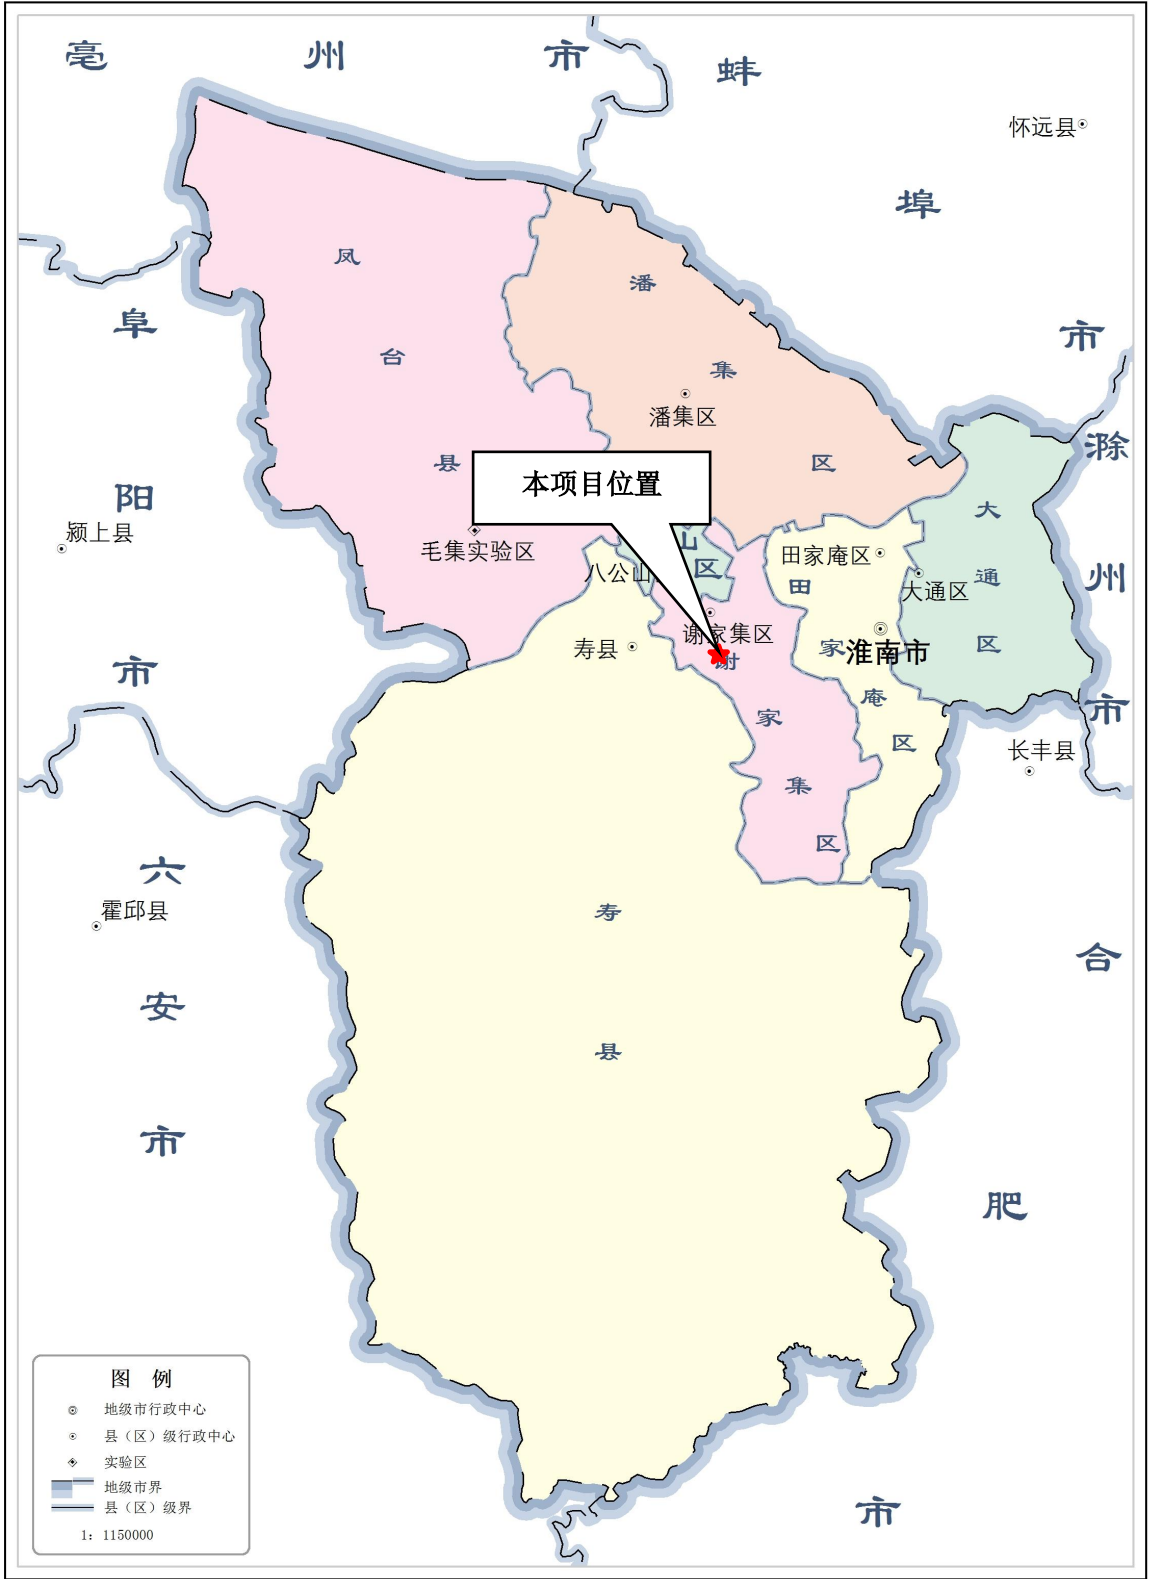 亳州市
蚌埠市
怀远县
凤台县
潘集区
潘集区
阜阳市
颍上县
滁州市
本项目位置
毛集实验区
八公山
山区
田家庵区
大通区
大通区
田家庵区
谢家集区
寿县
淮南市
谢家集区
长丰县
六安市
霍邱县
寿县
合肥市
图 例
地级市行政中心
县（区）级行政中心
实验区
地级市界
县（区）级界
1：1150000